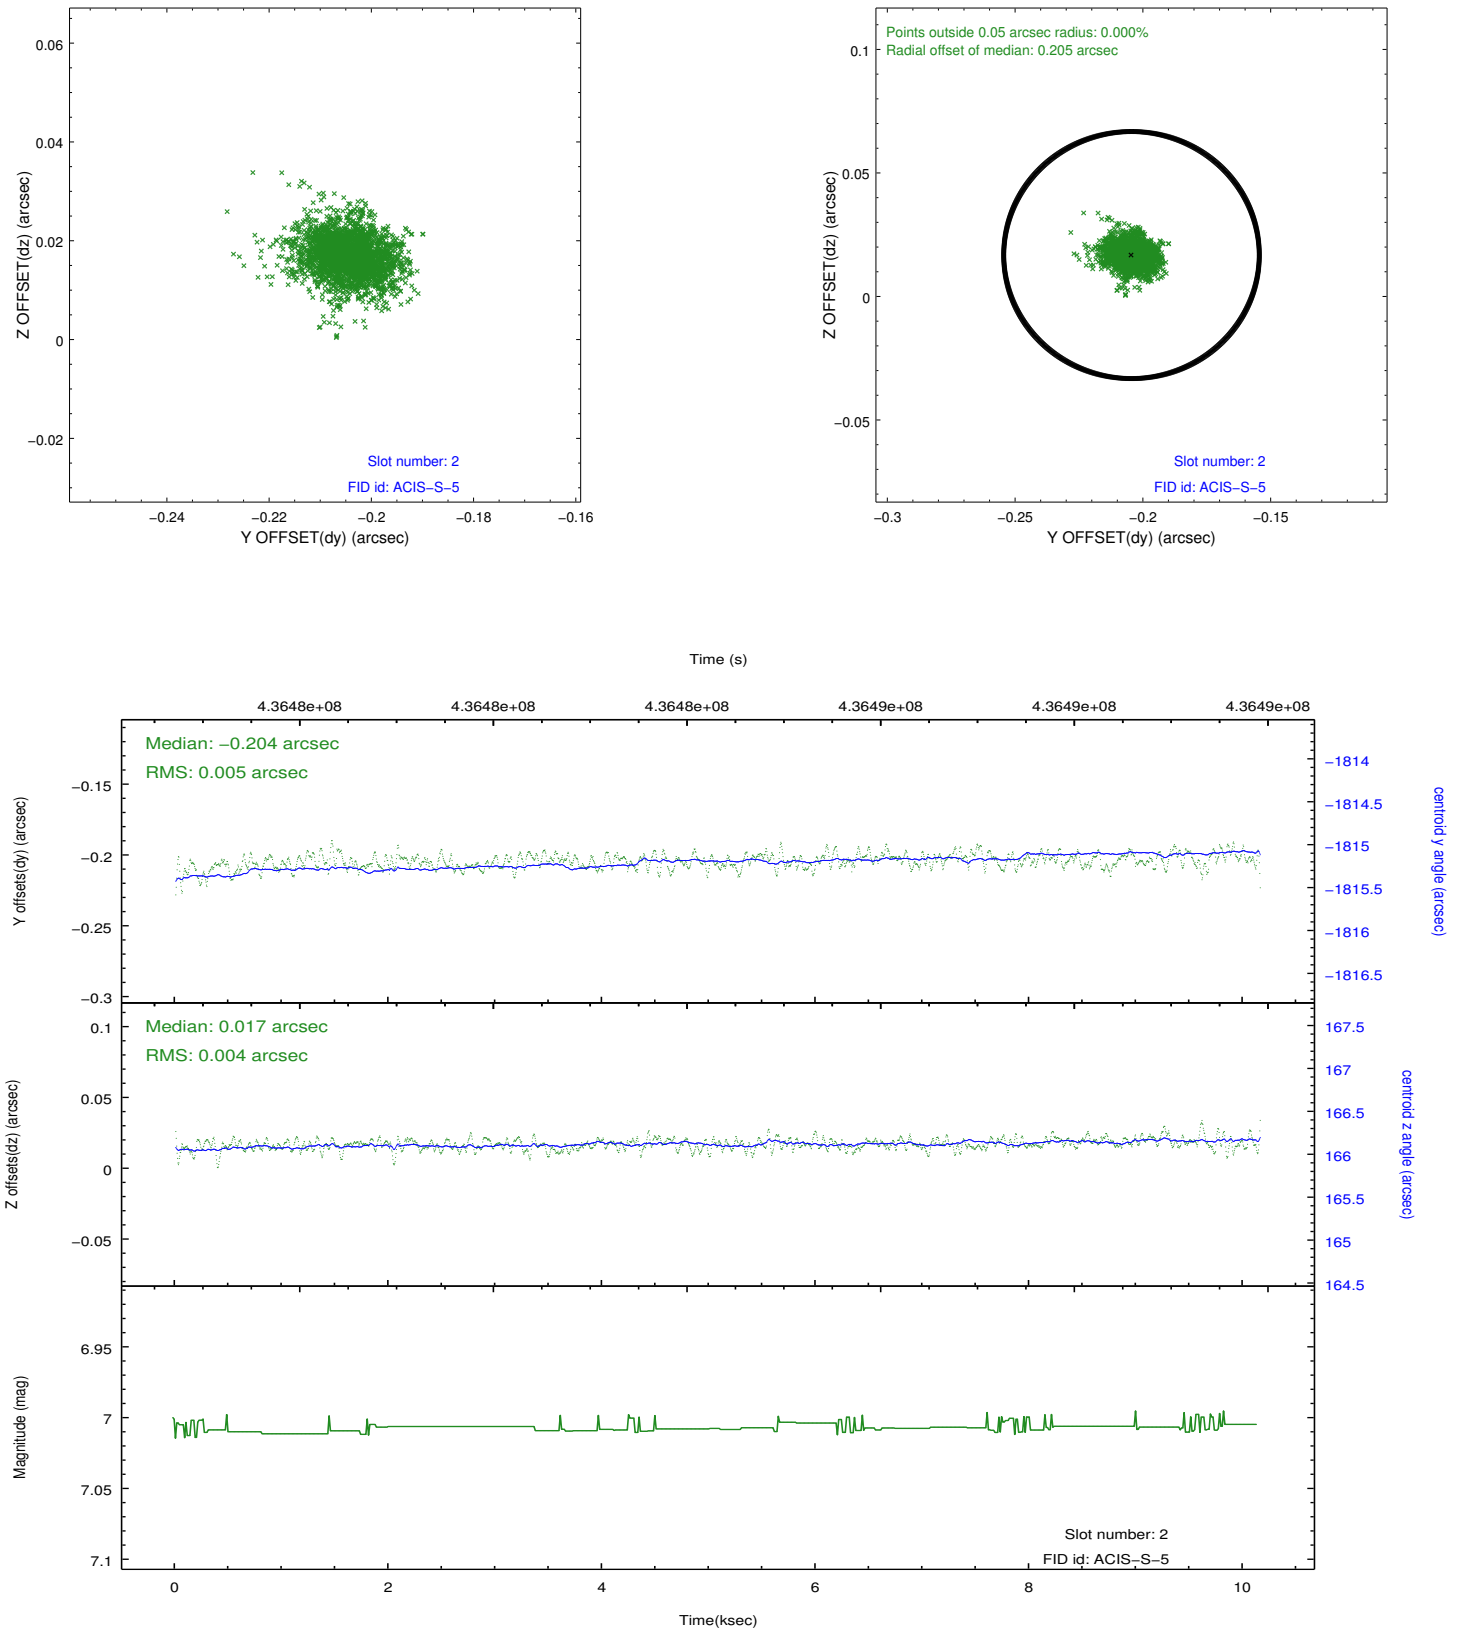 0.06
0.04
0.02
0
−0.02
Z OFFSET(dz) (arcsec)
Slot number: 2
FID id: ACIS−S−5
−0.24
−0.22
−0.2
−0.18
−0.16
Y OFFSET(dy) (arcsec)
Points outside 0.05 arcsec radius: 0.000%
Radial offset of median: 0.205 arcsec
0.1
0.05
0
−0.05
Z OFFSET(dz) (arcsec)
Slot number: 2
FID id: ACIS−S−5
−0.3
−0.25
−0.2
−0.15
Y OFFSET(dy) (arcsec)
Time (s)
4.3648e+08
4.3648e+08
4.3648e+08
4.3649e+08
4.3649e+08
4.3649e+08
Median: −0.204 arcsec
RMS: 0.005 arcsec
−0.15
−0.2
−0.25
−0.3
Y offsets(dy) (arcsec)
−1814
−1814.5
−1815
−1815.5
−1816
−1816.5
centroid y angle (arcsec)
Median: 0.017 arcsec
RMS: 0.004 arcsec
0.1
0.05
0
−0.05
Z offsets(dz) (arcsec)
167.5
167
166.5
166
165.5
165
164.5
centroid z angle (arcsec)
6.95
7
7.05
7.1
Magnitude (mag)
Slot number: 2
FID id: ACIS−S−5
0
2
4
6
8
10
Time(ksec)